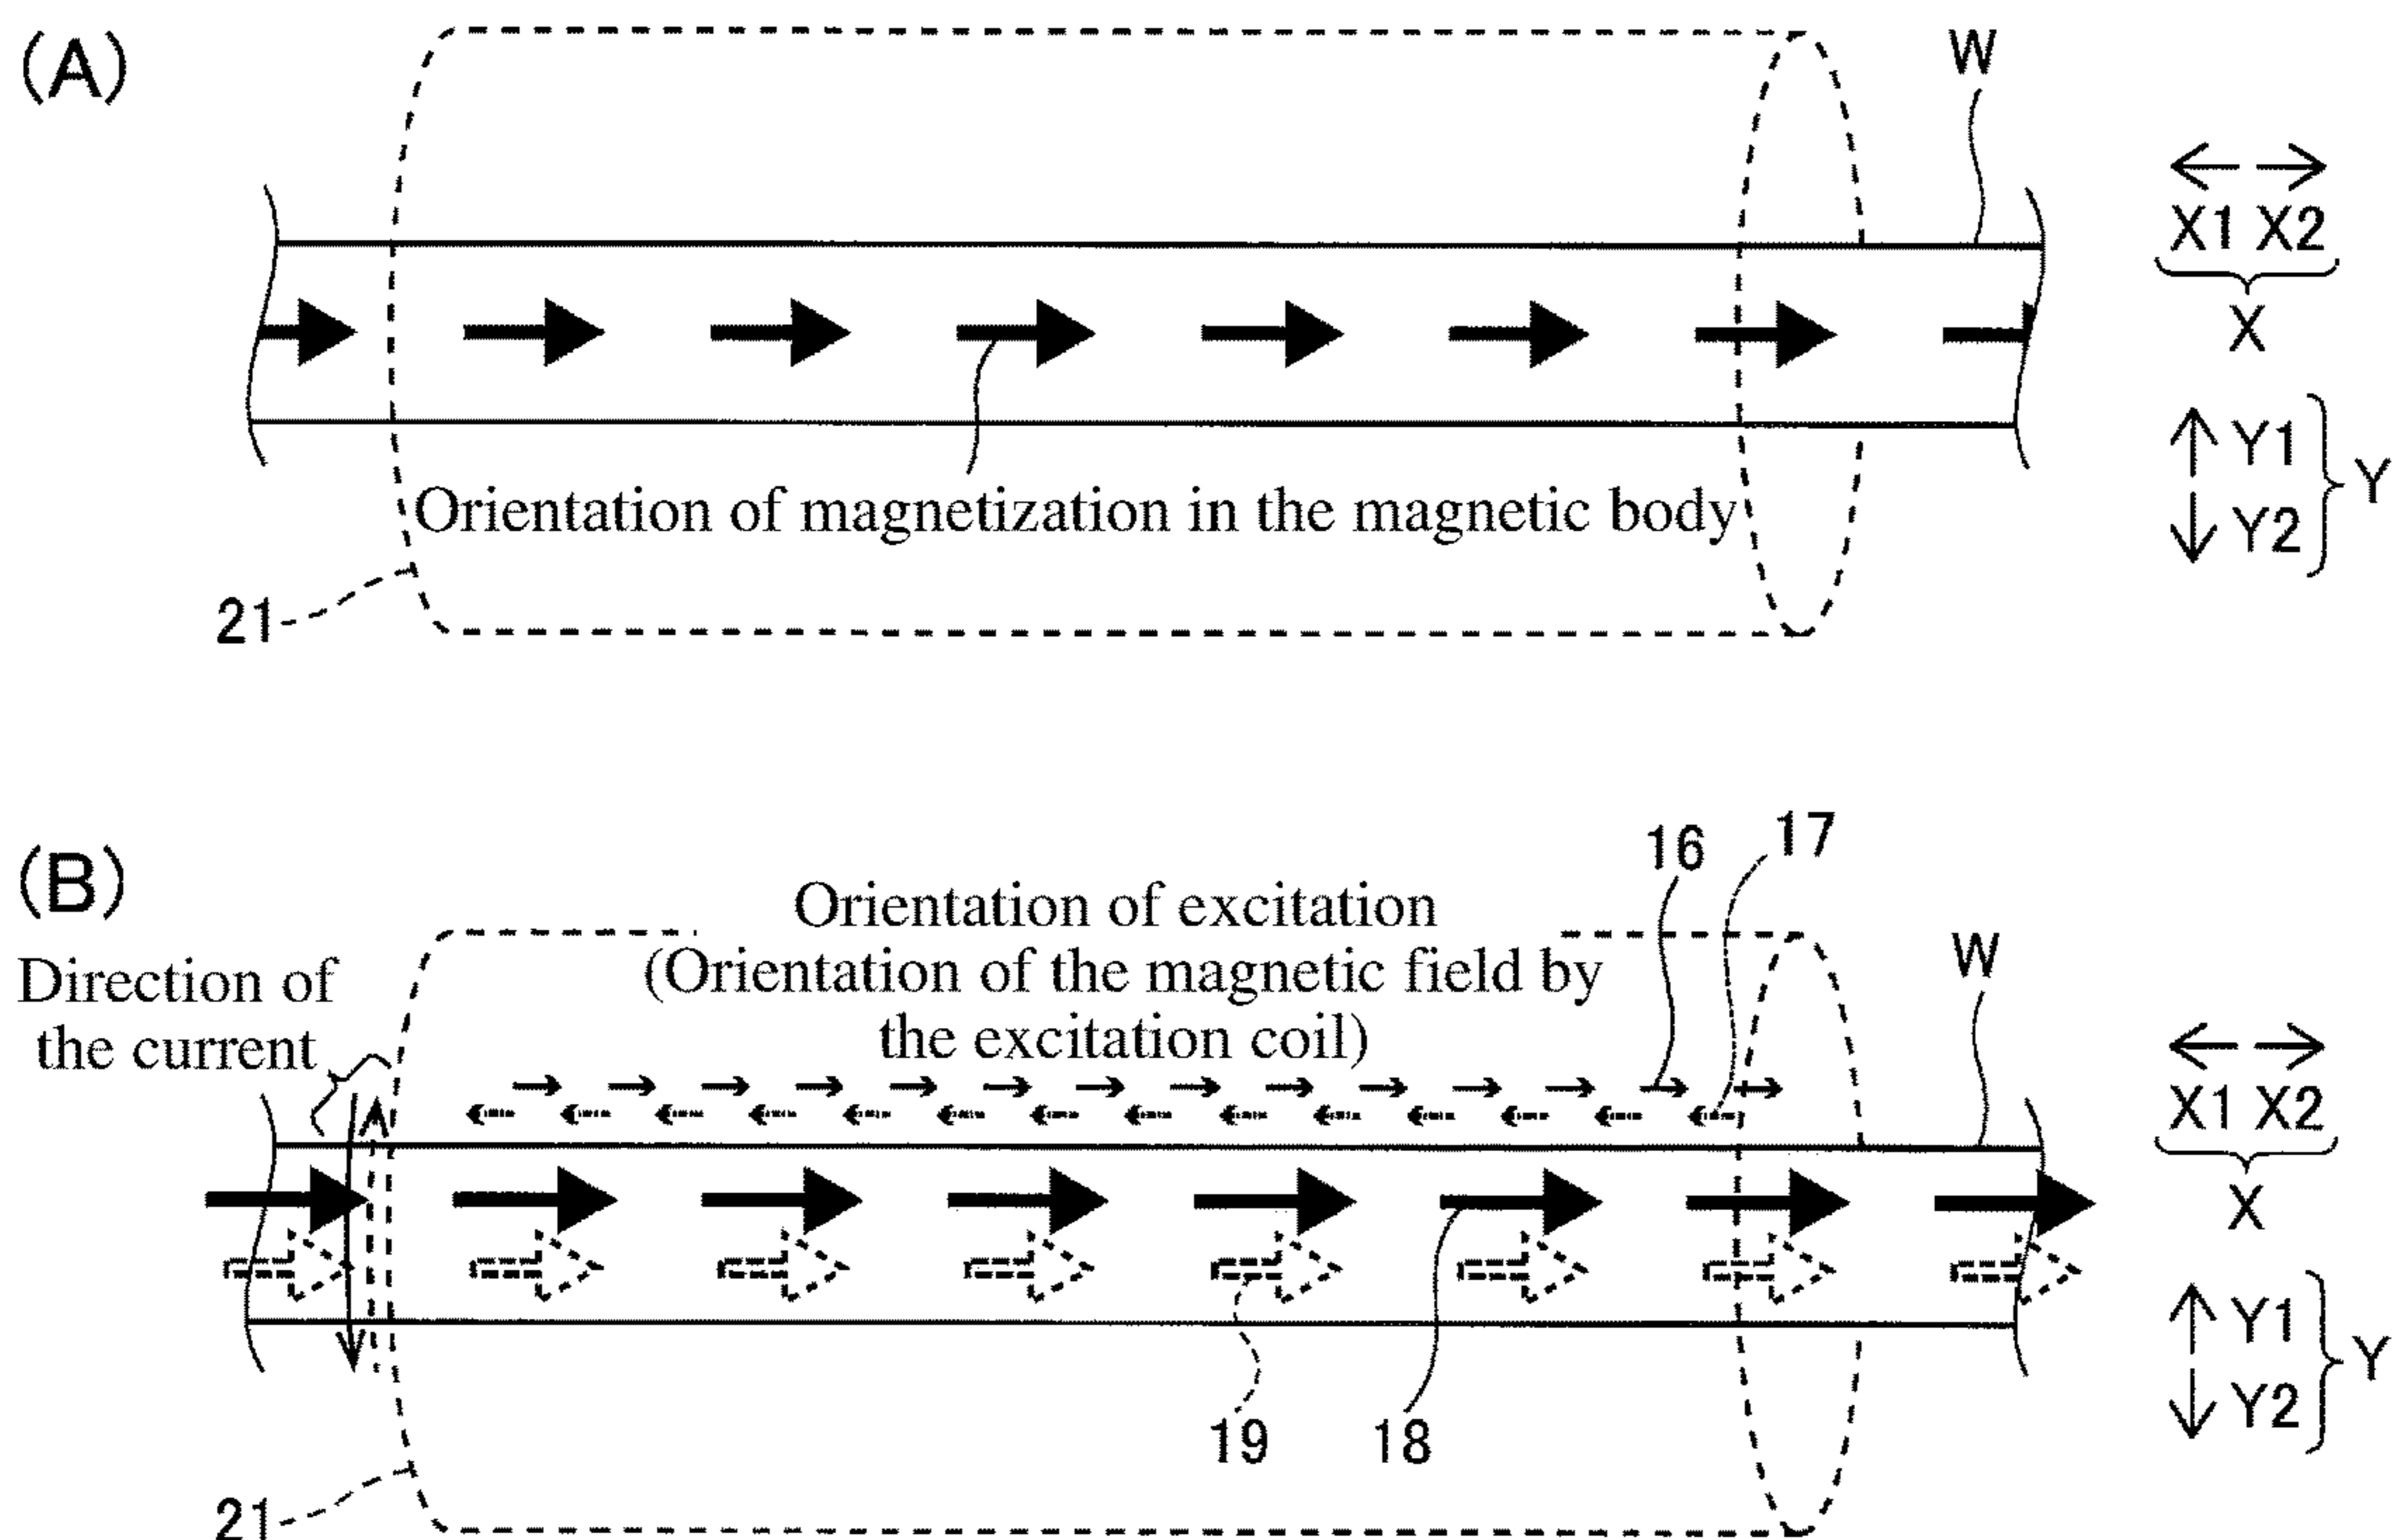 (A)
W
X1 X2
X
Y1
Y
Y2
Orientation of magnetization in the magnetic body
21
(B)
16
17
Orientation of excitation
(Orientation of the magnetic field by
the excitation coil)
Direction of
the current
W
X1 X2
X
Y1
Y
Y2
19
18
21